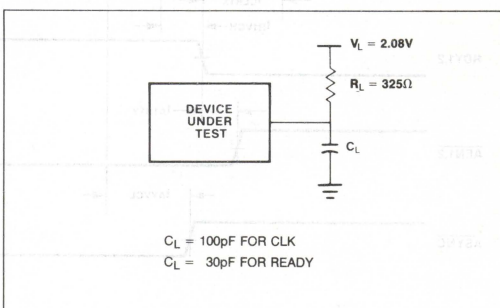 V_L = 2.08V
R_L = 325Ω
DEVICE
UNDER
TEST
C_L
C_L = 100pF FOR CLK
C_L = 30pF FOR READY